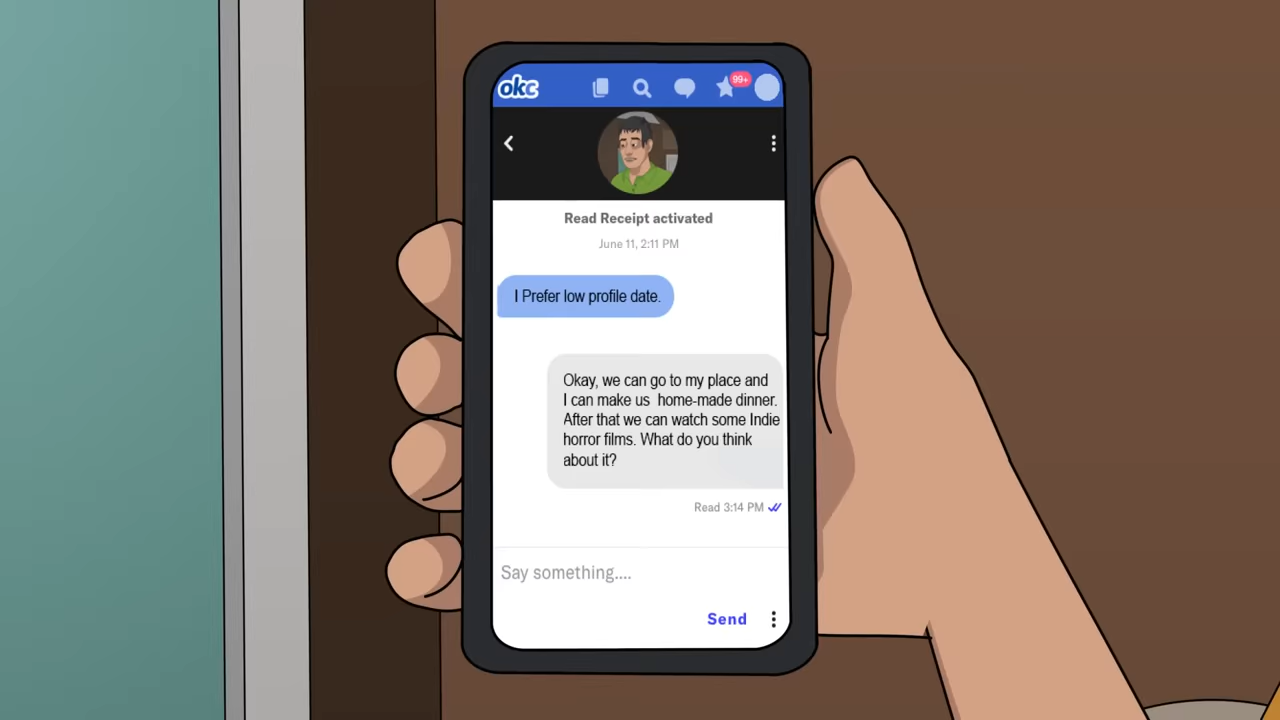 okc
99+
Read Receipt activated
June 11, 2:11 PM
I Prefer low profile date.
Okay, we can go to my place and
I can make us home-made dinner.
After that we can watch some Indie
horror films. What do you think
about it?
Read 3:14 PM
Say something....
Send